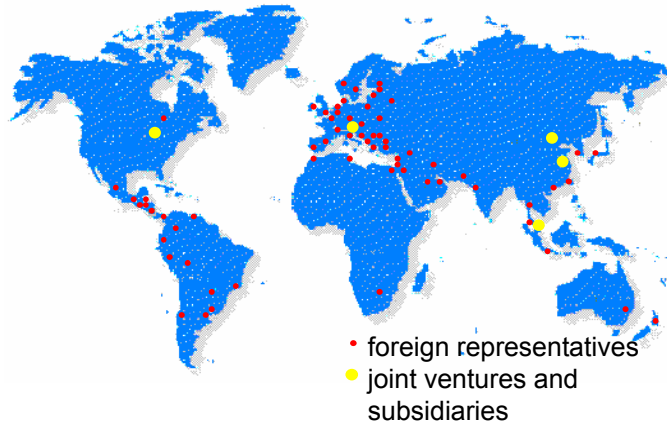 foreign representatives
joint ventures and
subsidiaries